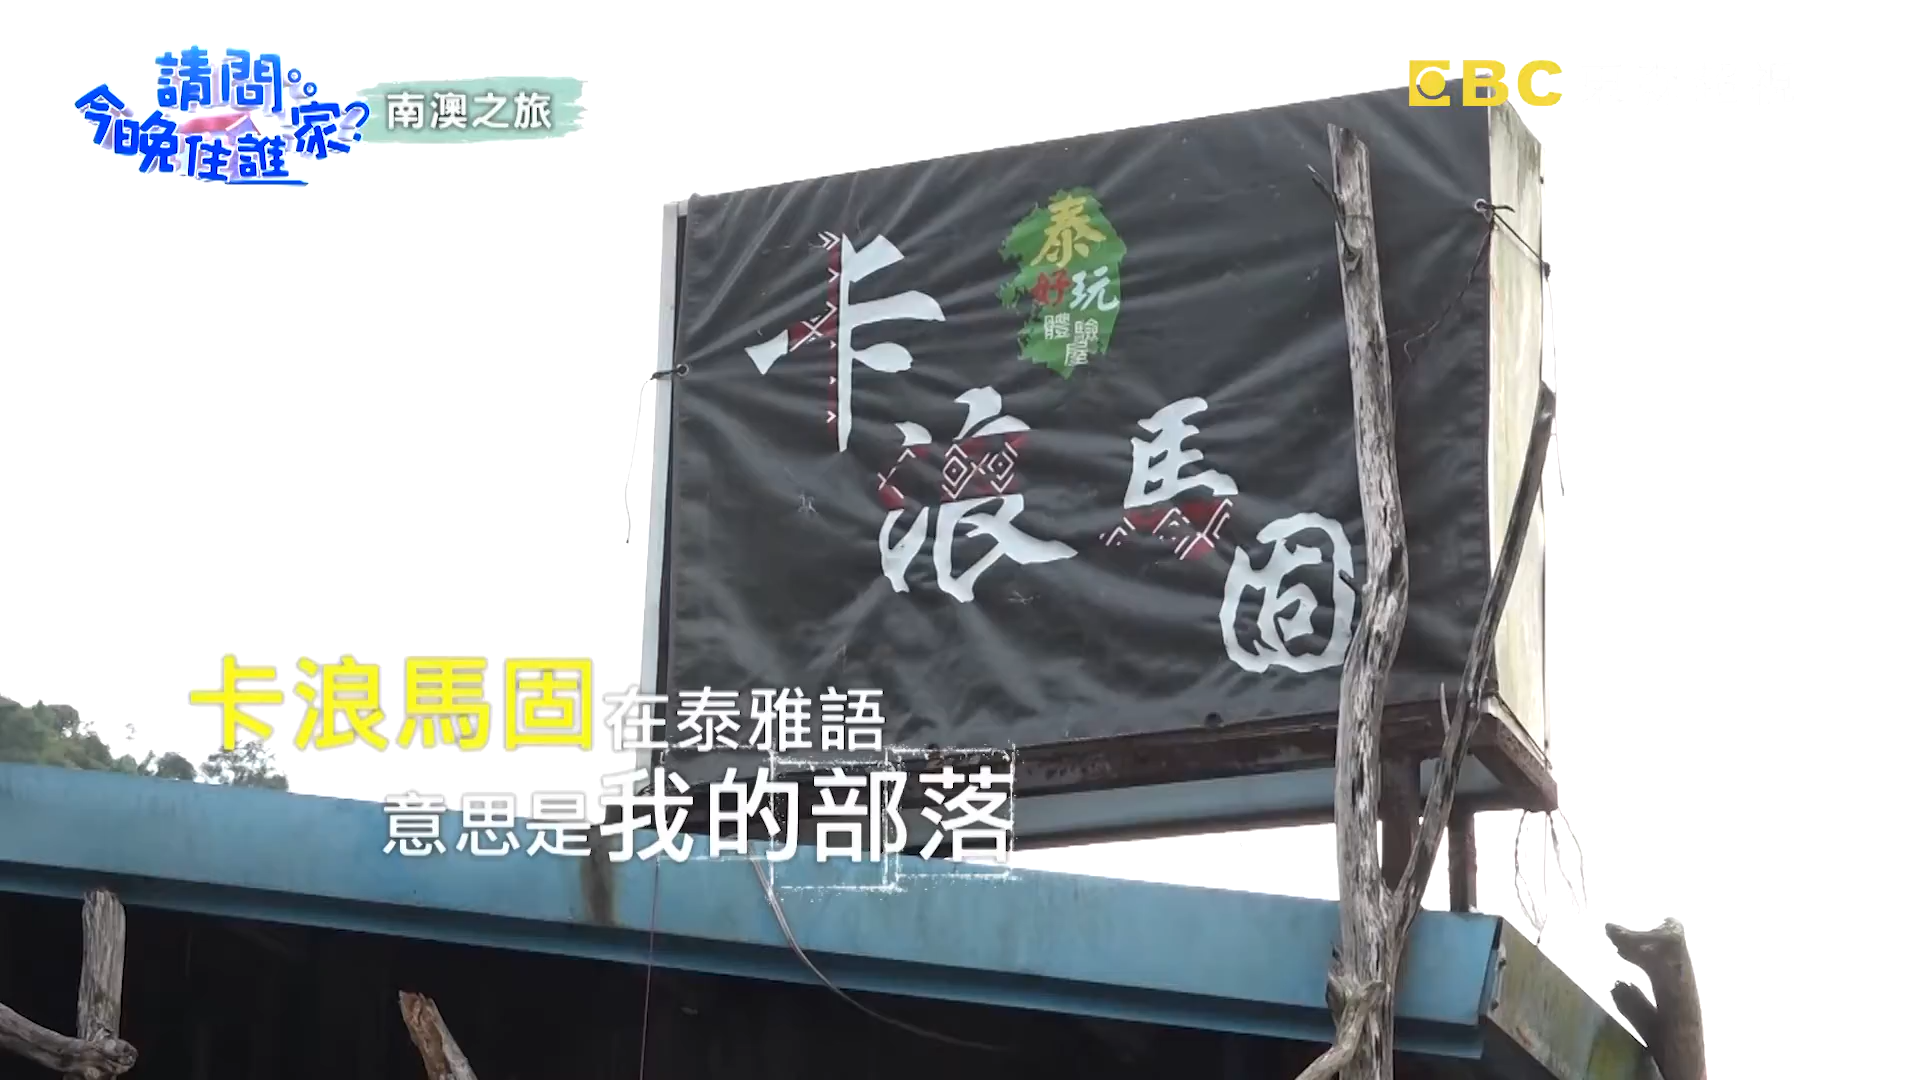 請問。。
今晚住誰家?
南澳之旅
EBC
泰
好玩
體驗屋
卡浪馬固
卡浪馬固在泰雅語
意思是我的部落